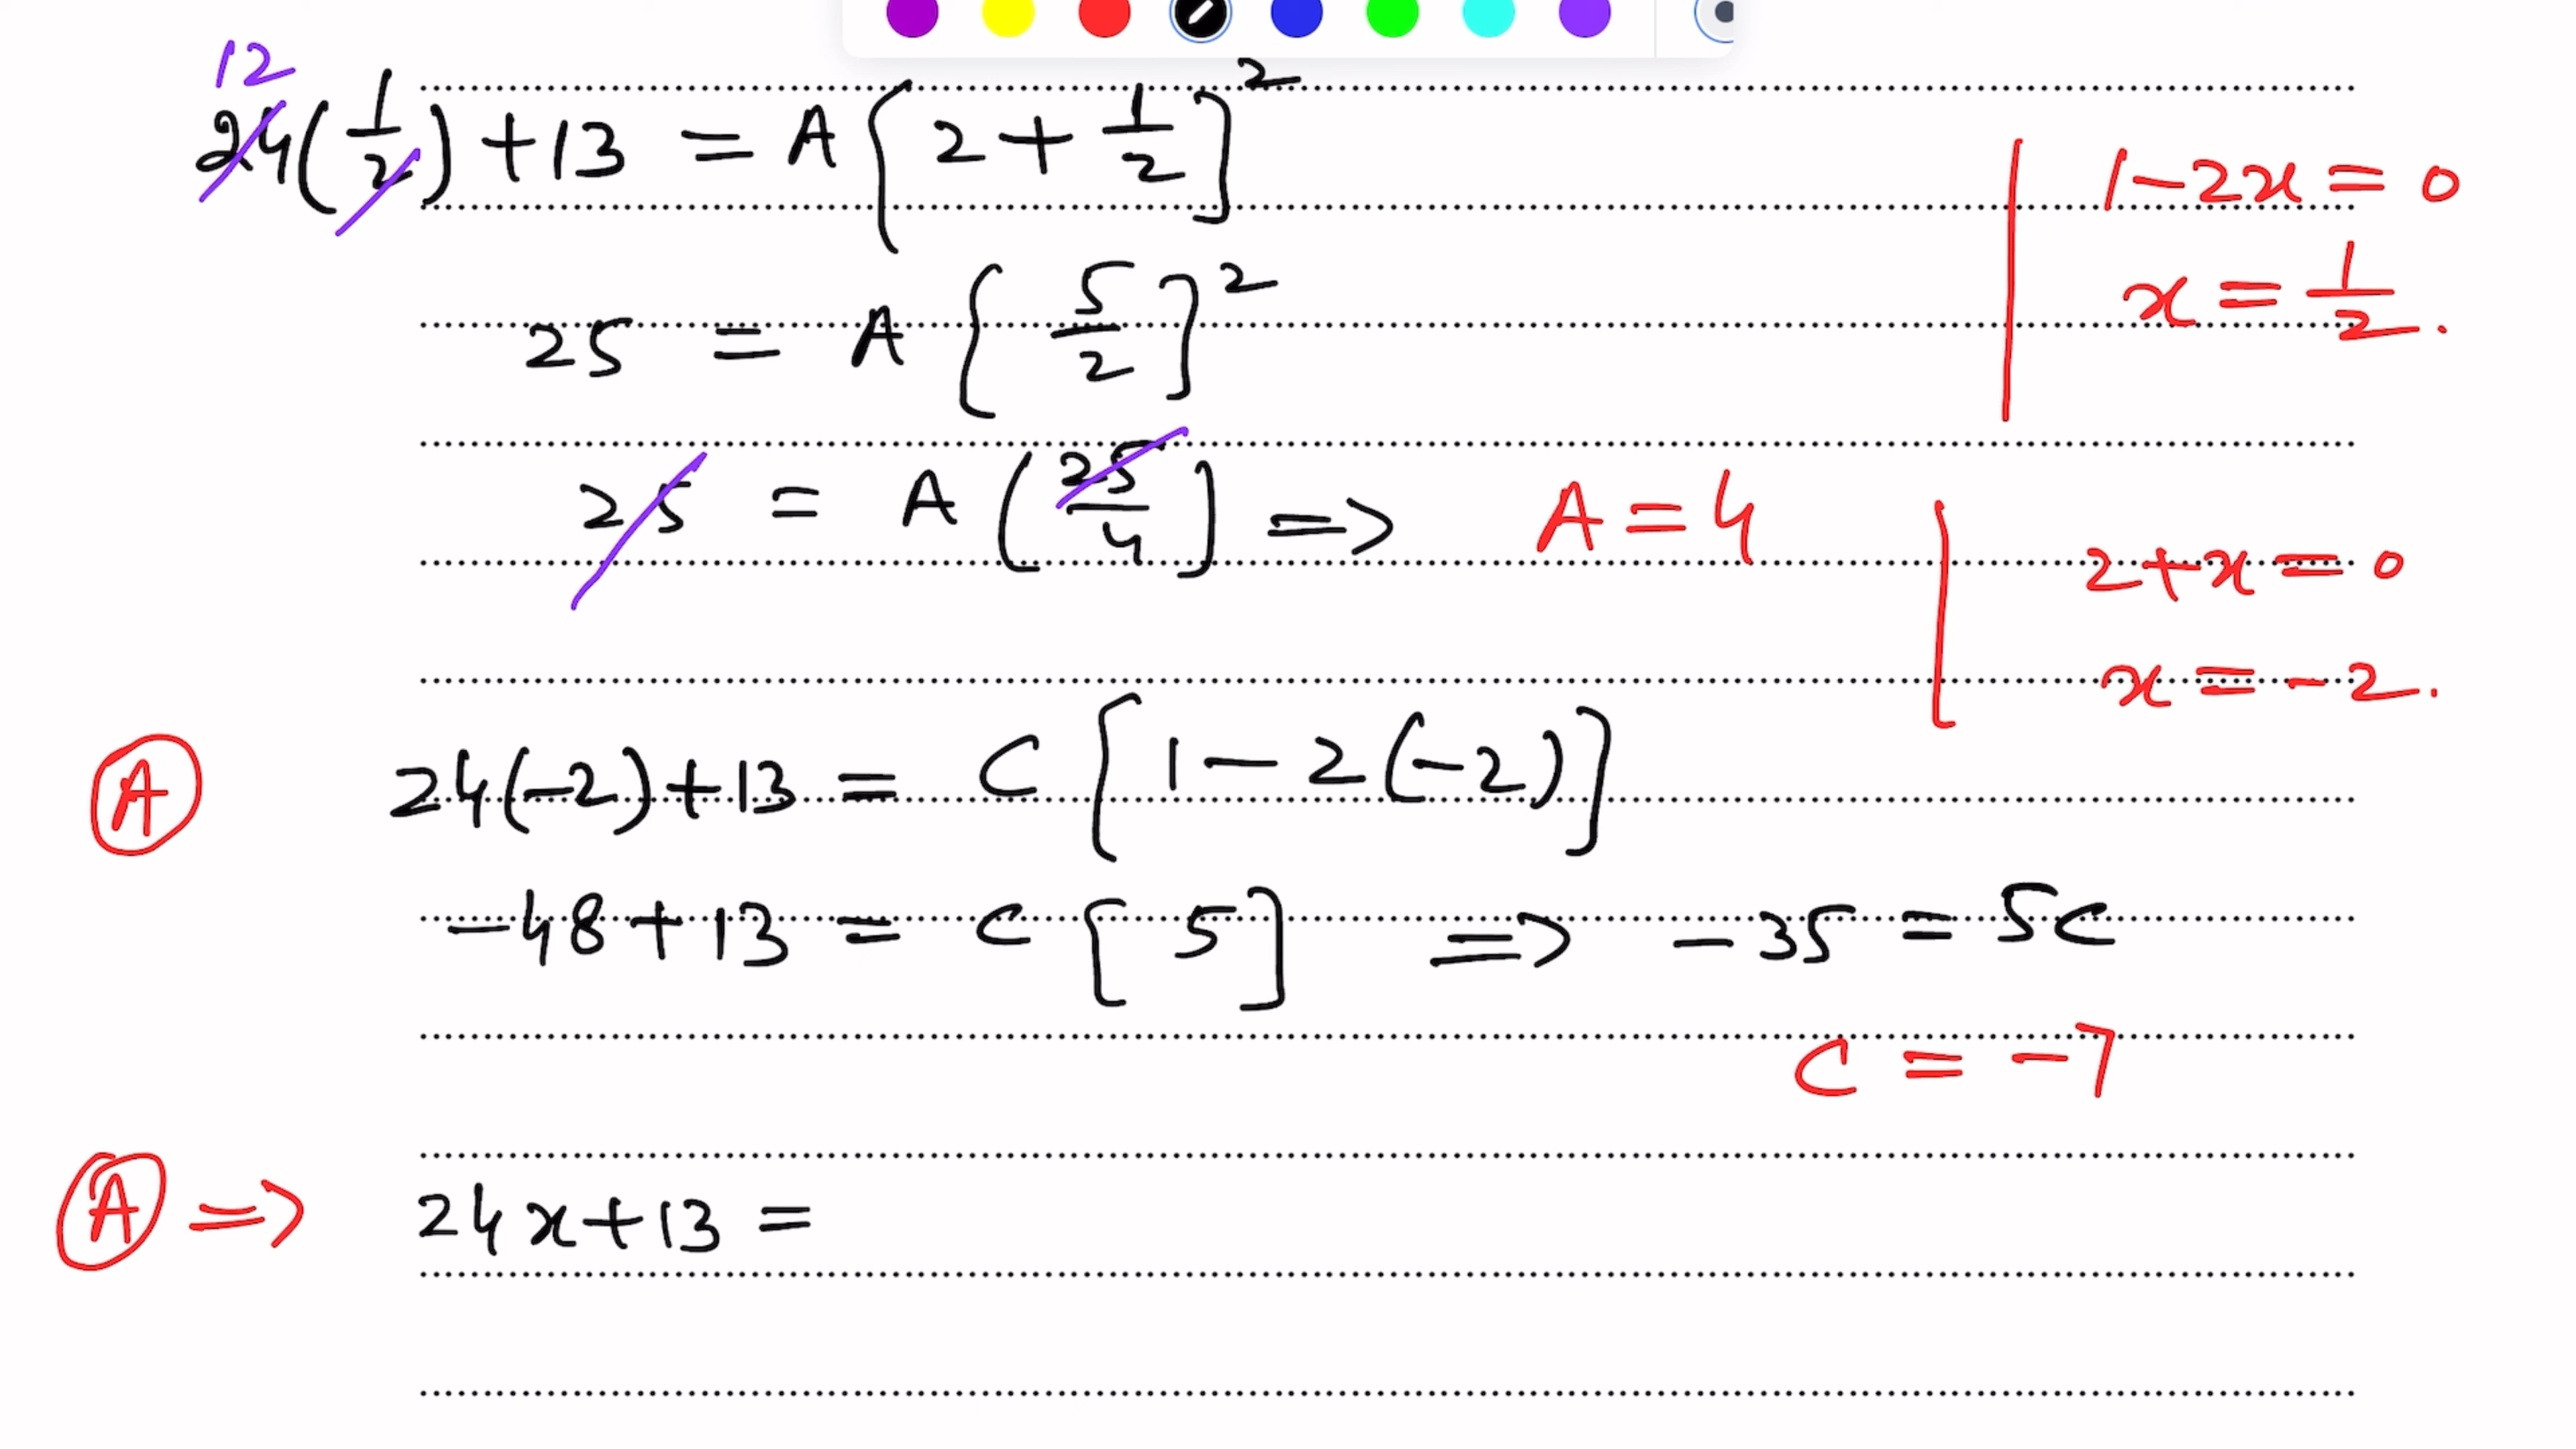 12
24(1/2) + 13 = A[2 + 1/2]²
1 - 2x = 0
x = 1/2.
25 = A[5/2]²
25 = A(25/4] => A = 4
2 + x = 0
x = -2.
A 24(-2) + 13 = C[1 - 2(-2)]
-48 + 13 = C[5] => -35 = 5C
C = -7
A => 24x + 13 =